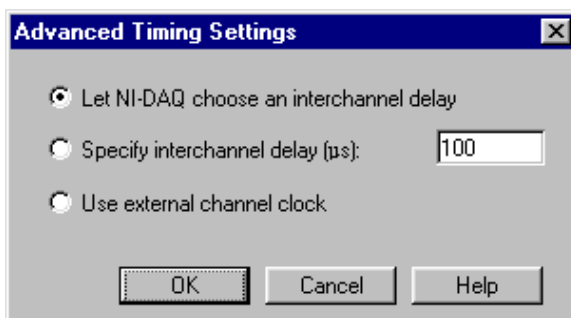 Advanced Timing Settings
Let NI-DAQ choose an interchannel delay
Specify interchannel delay (µs): 100
Use external channel clock
OK Cancel Help